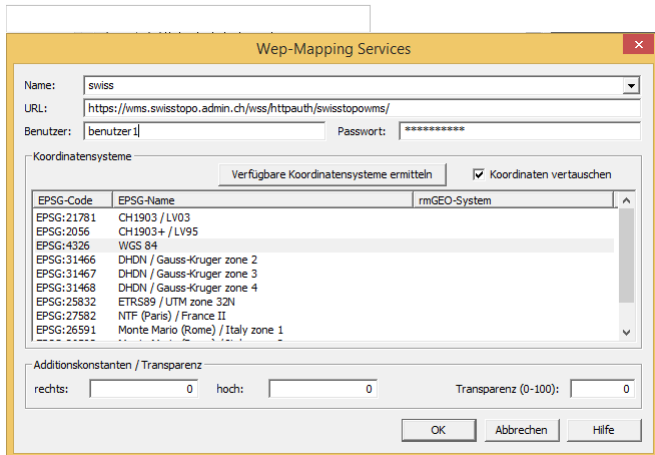 Wep-Mapping Services
Name: swiss
URL: https://wms.swisstopo.admin.ch/wss/httpauth/swisstopowms/
Benutzer: benutzer1 Passwort: **********
Koordinatensysteme
Verfügbare Koordinatensysteme ermitteln Koordinaten vertauschen
EPSG-Code EPSG-Name rmGEO-System
EPSG:21781 CH1903 / LV03
EPSG:2056 CH1903+ / LV95
EPSG:4326 WGS 84
EPSG:31466 DHDN / Gauss-Kruger zone 2
EPSG:31467 DHDN / Gauss-Kruger zone 3
EPSG:31468 DHDN / Gauss-Kruger zone 4
EPSG:25832 ETRS89 / UTM zone 32N
EPSG:27582 NTF (Paris) / France II
EPSG:26591 Monte Mario (Rome) / Italy zone 1
Additionskonstanten / Transparenz
rechts: 0 hoch: 0 Transparenz (0-100): 0
OK Abbrechen Hilfe